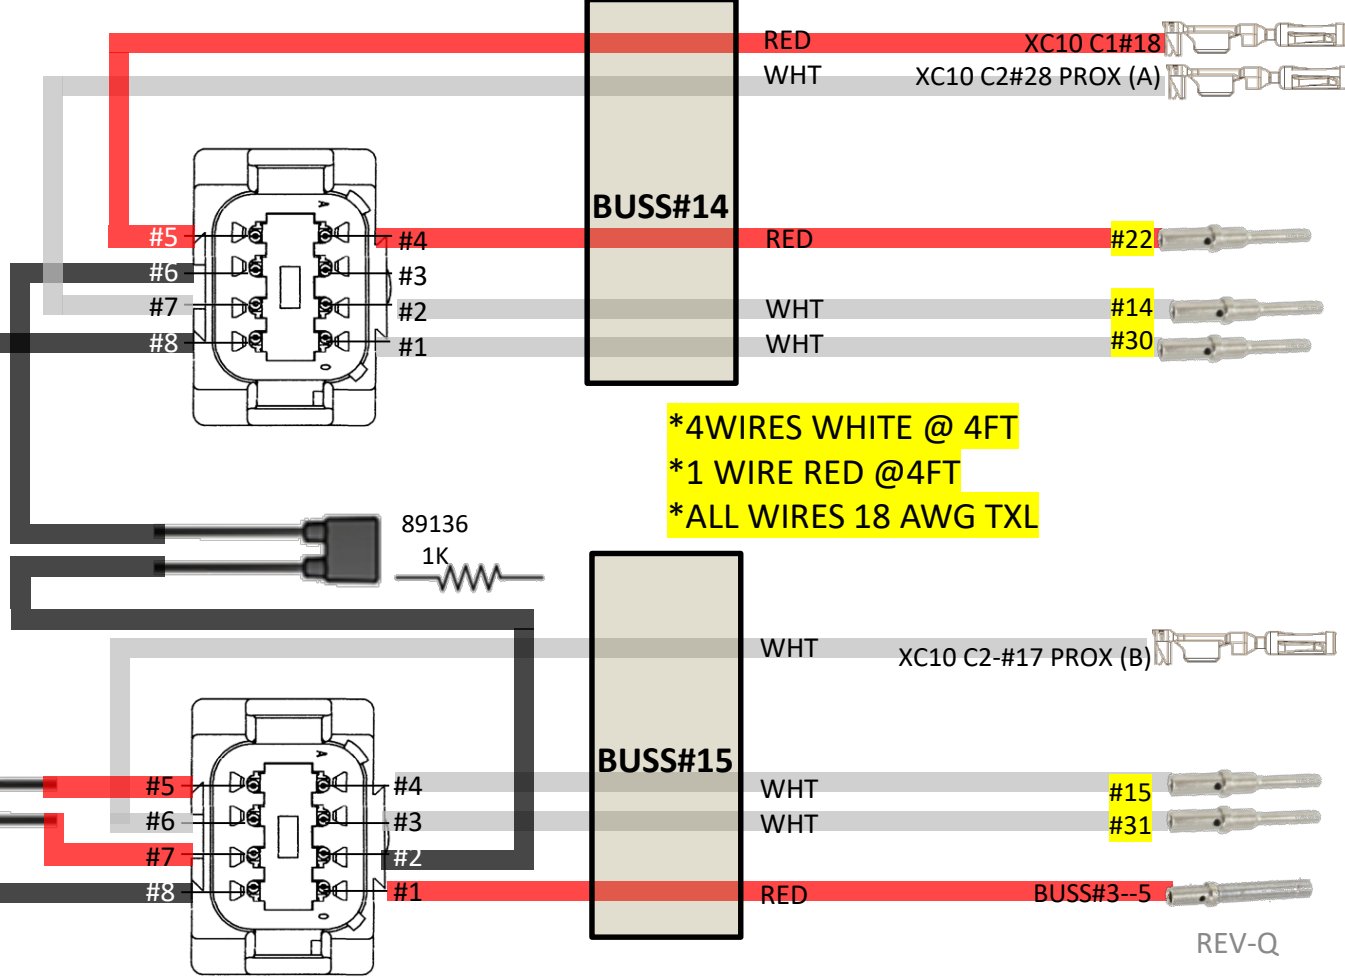 RED
XC10 C1#18
WHT
XC10 C2#28 PROX (A)
BUSS#14
A
#5
#4
RED
#22
#6
#3
#7
#2
WHT
#14
#8
#1
WHT
#30
O
*4WIRES WHITE @ 4FT
*1 WIRE RED @4FT
*ALL WIRES 18 AWG TXL
89136
1K
WHT
XC10 C2-#17 PROX (B)
BUSS#15
A
#5
#4
WHT
#15
#6
#3
WHT
#31
#7
#2
#8
#1
RED
BUSS#3--5
O
REV-Q